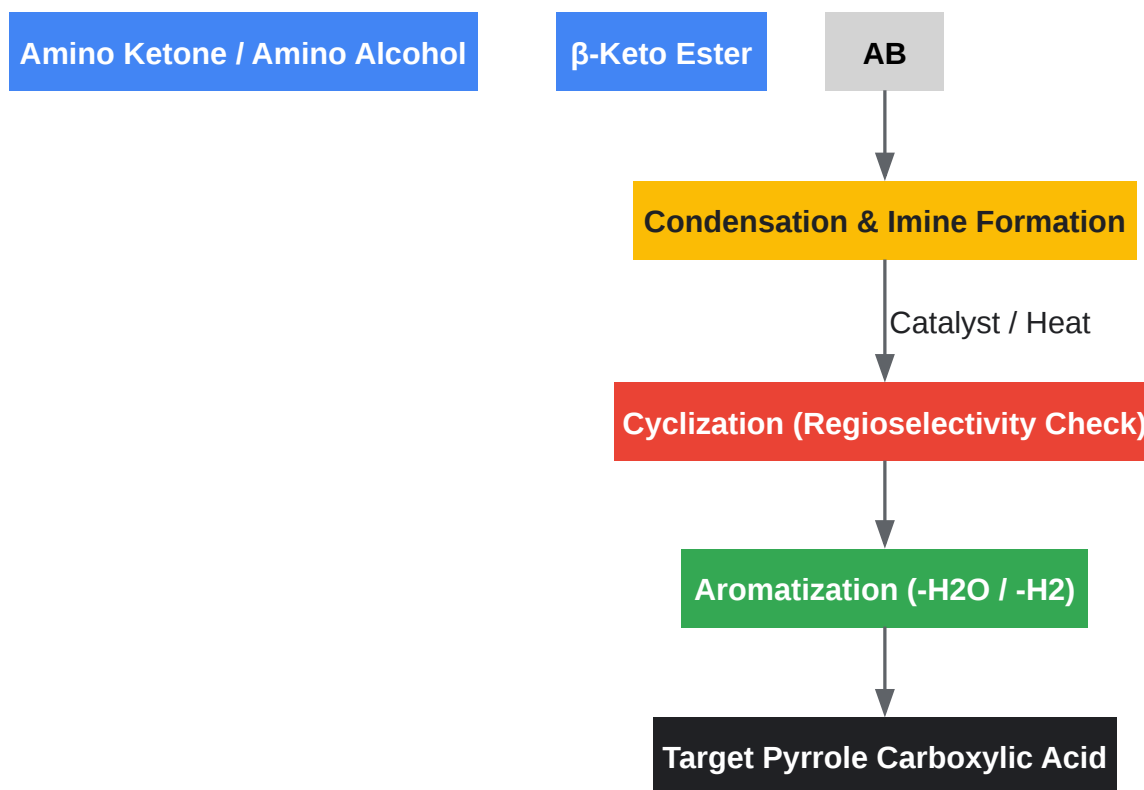 Amino Ketone / Amino Alcohol
β-Keto Ester
AB
Condensation & Imine Formation
Catalyst / Heat
Cyclization (Regioselectivity Check)
Aromatization (-H2O / -H2)
Target Pyrrole Carboxylic Acid